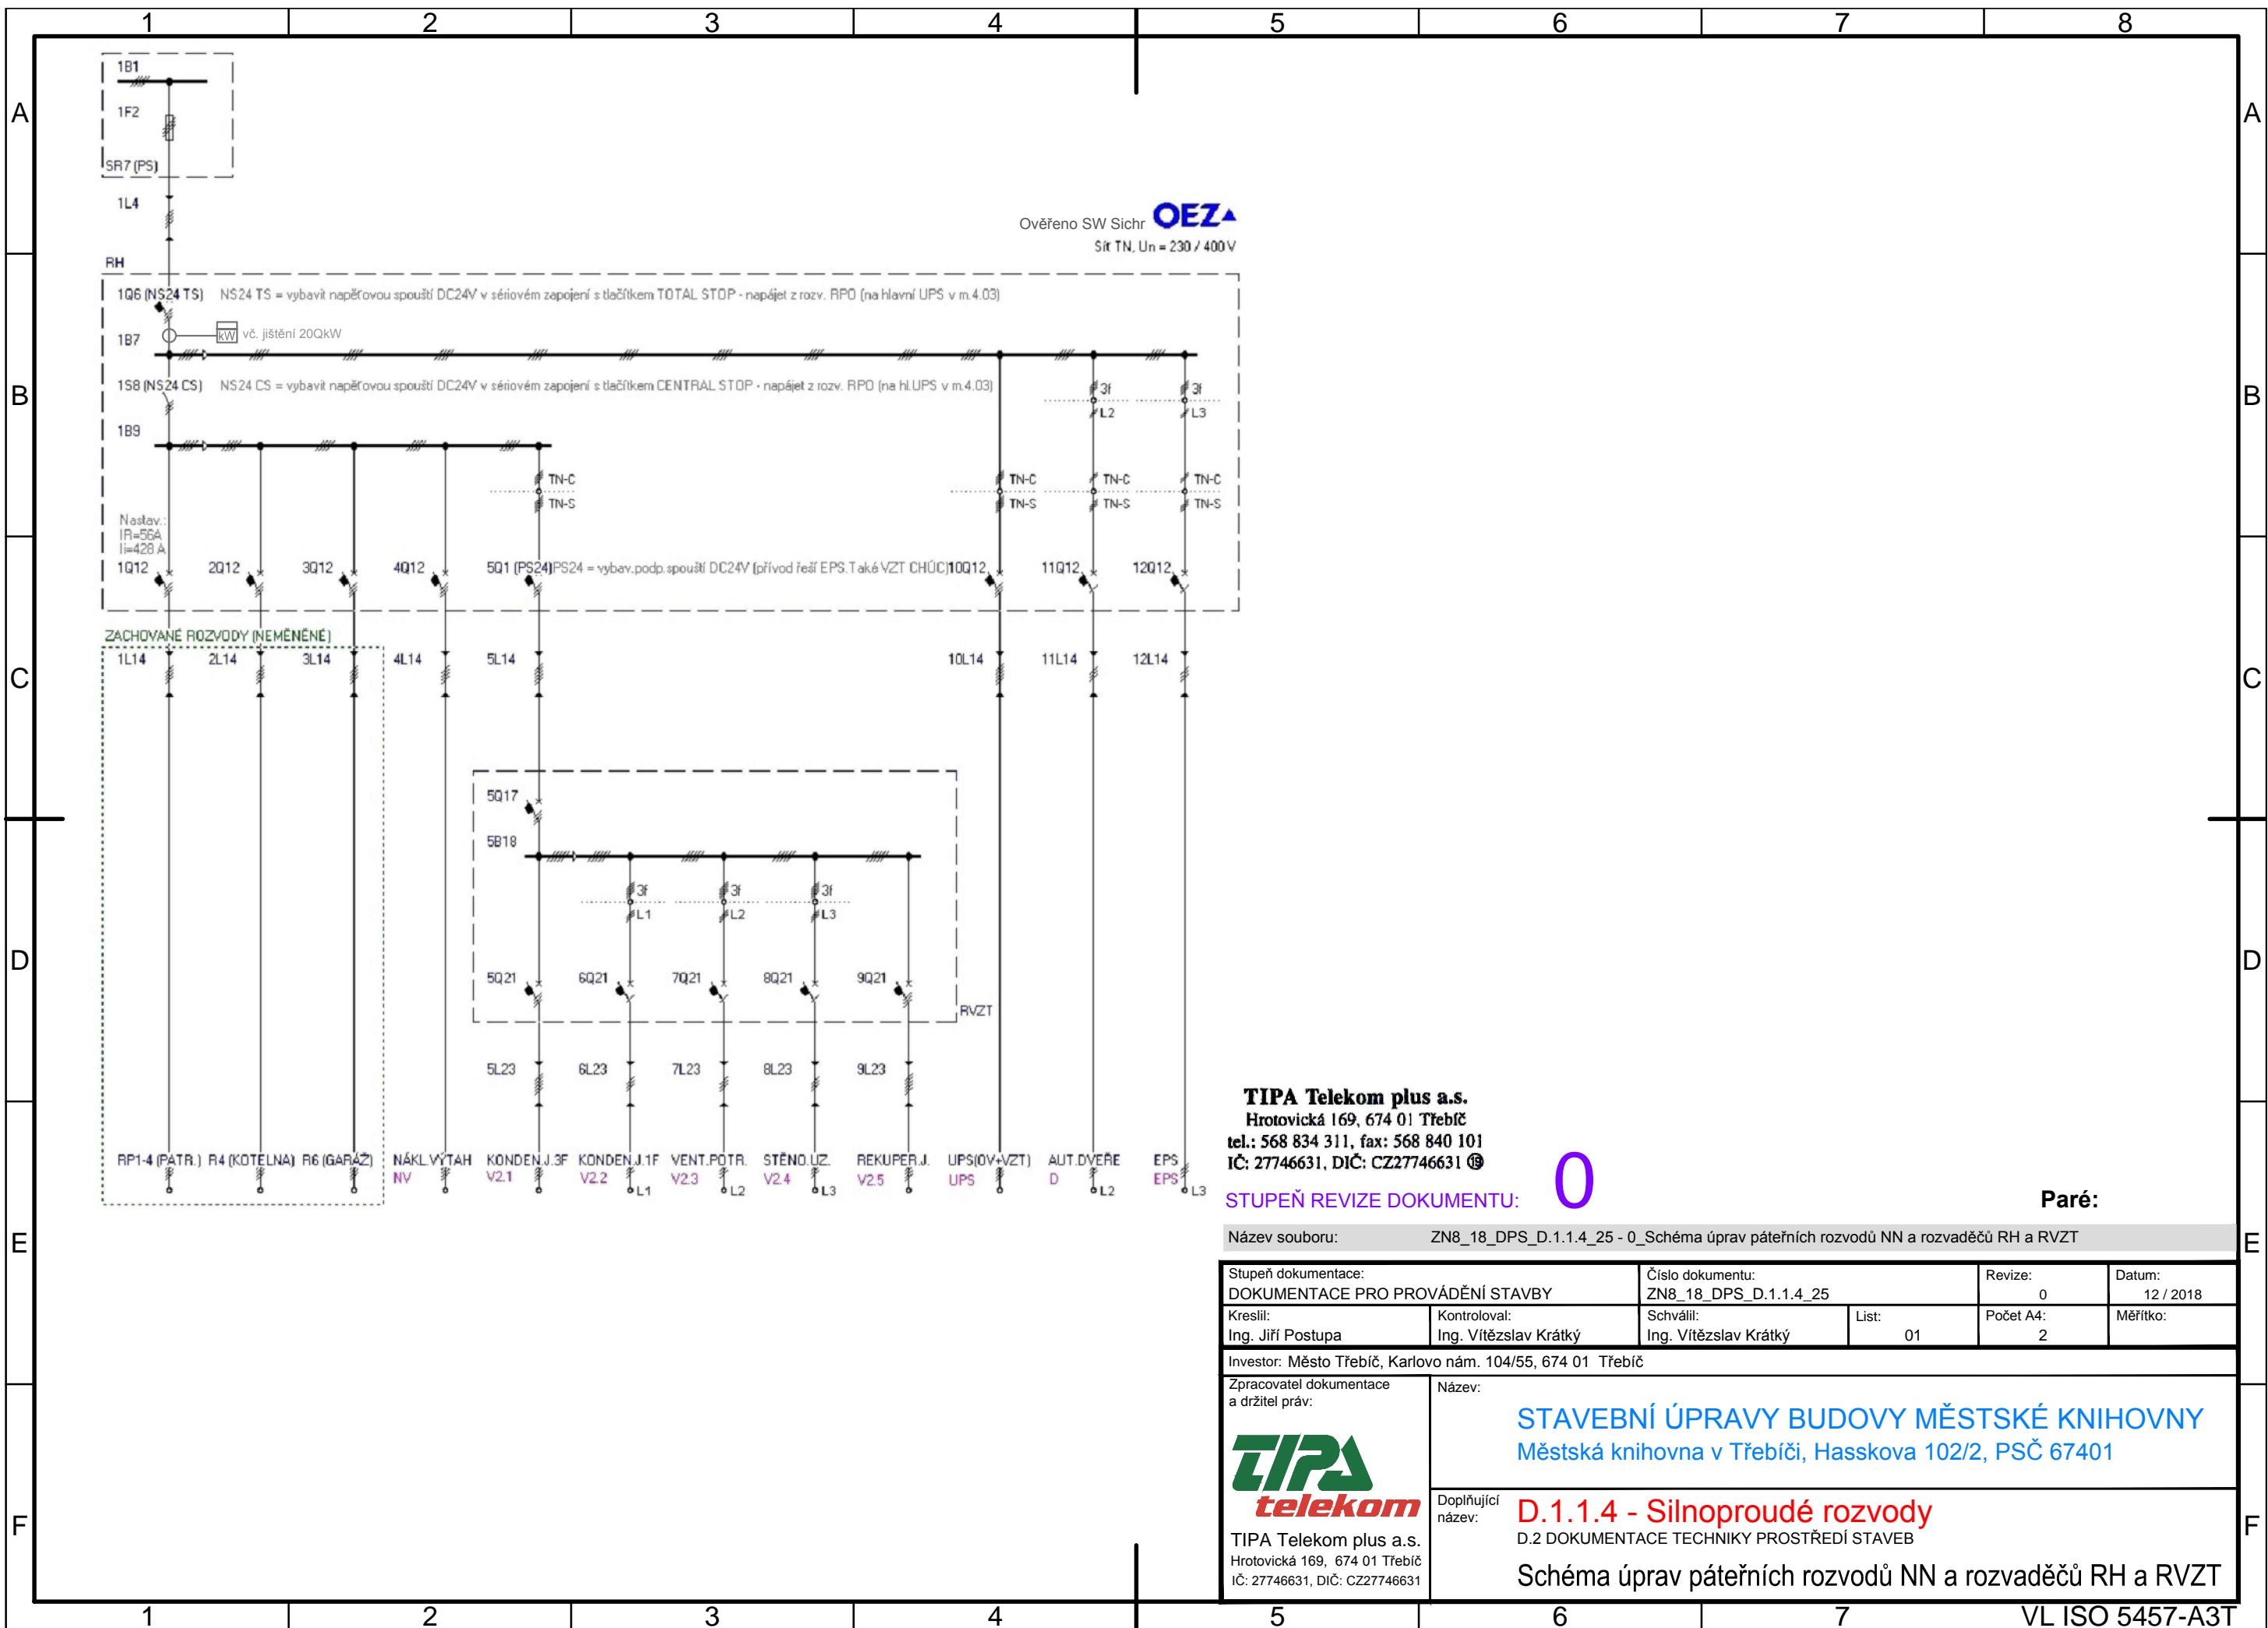 1 2 3 4 5 6 7 8
A A
1B1
1F2
SR7 (PS)
1L4
Ověřeno SW Sichr OEZ
Síť TN, Un = 230 / 400 V
RH
1Q6 (NS24 TS) NS24 TS = vybavit napěťovou spouští DC24V v sériovém zapojení s tlačítkem TOTAL STOP - napájet z rozv. RPO (na hlavní UPS v m.4.03)
1B7 kW vč. jištění 20QkW
1S8 (NS24 CS) NS24 CS = vybavit napěťovou spouští DC24V v sériovém zapojení s tlačítkem CENTRAL STOP - napájet z rozv. RPO (na hl.UPS v m.4.03)
3f 3f
B B
L2 L3
1B9
TN-C TN-C TN-C TN-C
TN-S TN-S TN-S TN-S
Nastav.:
IR=56A
Ii=428 A
1Q12 2Q12 3Q12 4Q12 5Q1 (PS24) PS24 = vybav.podp.spouští DC24V (přívod řeší EPS.Také VZT CHÚC) 10Q12 11Q12 12Q12
ZACHOVANÉ ROZVODY (NEMĚNĚNÉ)
1L14 2L14 3L14 4L14 5L14 10L14 11L14 12L14
C C
5Q17
5B18
3f 3f 3f
L1 L2 L3
D D
5Q21 6Q21 7Q21 8Q21 9Q21
RVZT
5L23 6L23 7L23 8L23 9L23
RP1-4 (PATR.) R4 (KOTELNA) R6 (GARÁŽ) NÁKL.VÝTAH KONDEN.J.3F KONDEN.J.1F VENT.POTR. STĚNO.UZ. REKUPER.J. UPS(OV+VZT) AUT.DVEŘE EPS
NV V2.1 V2.2 V2.3 V2.4 V2.5 UPS D EPS
L1 L2 L3 L2 L3
TIPA Telekom plus a.s.
Hrotovická 169, 674 01 Třebíč
tel.: 568 834 311, fax: 568 840 101
IČ: 27746631, DIČ: CZ27746631 ⑲
STUPEŇ REVIZE DOKUMENTU: 0
Paré:
E E
Název souboru: ZN8_18_DPS_D.1.1.4_25 - 0_Schéma úprav páteřních rozvodů NN a rozvaděčů RH a RVZT
Stupeň dokumentace: Číslo dokumentu: Revize: Datum:
DOKUMENTACE PRO PROVÁDĚNÍ STAVBY ZN8_18_DPS_D.1.1.4_25 0 12 / 2018
Kreslil: Kontroloval: Schválil: List: Počet A4: Měřítko:
Ing. Jiří Postupa Ing. Vítězslav Krátký Ing. Vítězslav Krátký 01 2
Investor: Město Třebíč, Karlovo nám. 104/55, 674 01 Třebíč
Zpracovatel dokumentace
a držitel práv:
TIPA
telekom
TIPA Telekom plus a.s.
Hrotovická 169, 674 01 Třebíč
IČ: 27746631, DIČ: CZ27746631
Název:
STAVEBNÍ ÚPRAVY BUDOVY MĚSTSKÉ KNIHOVNY
Městská knihovna v Třebíči, Hasskova 102/2, PSČ 67401
Doplňující
název:
D.1.1.4 - Silnoproudé rozvody
D.2 DOKUMENTACE TECHNIKY PROSTŘEDÍ STAVEB
Schéma úprav páteřních rozvodů NN a rozvaděčů RH a RVZT
F F
1 2 3 4 5 6 7 VL ISO 5457-A3T